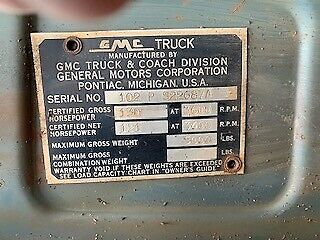 GMC TRUCK
MANUFACTURED BY
GMC TRUCK & COACH DIVISION
GENERAL MOTORS CORPORATION
PONTIAC, MICHIGAN, U.S.A.
SERIAL NO. 102 P
CERTIFIED GROSS HORSEPOWER AT R.P.M.
CERTIFIED NET HORSEPOWER AT R.P.M.
MAXIMUM GROSS WEIGHT LBS.
MAXIMUM GROSS
COMBINATION WEIGHT LBS.
WARRANTY VOID IF THESE WEIGHTS ARE EXCEEDED
SEE LOAD CAPACITY CHART IN "OWNER'S GUIDE"